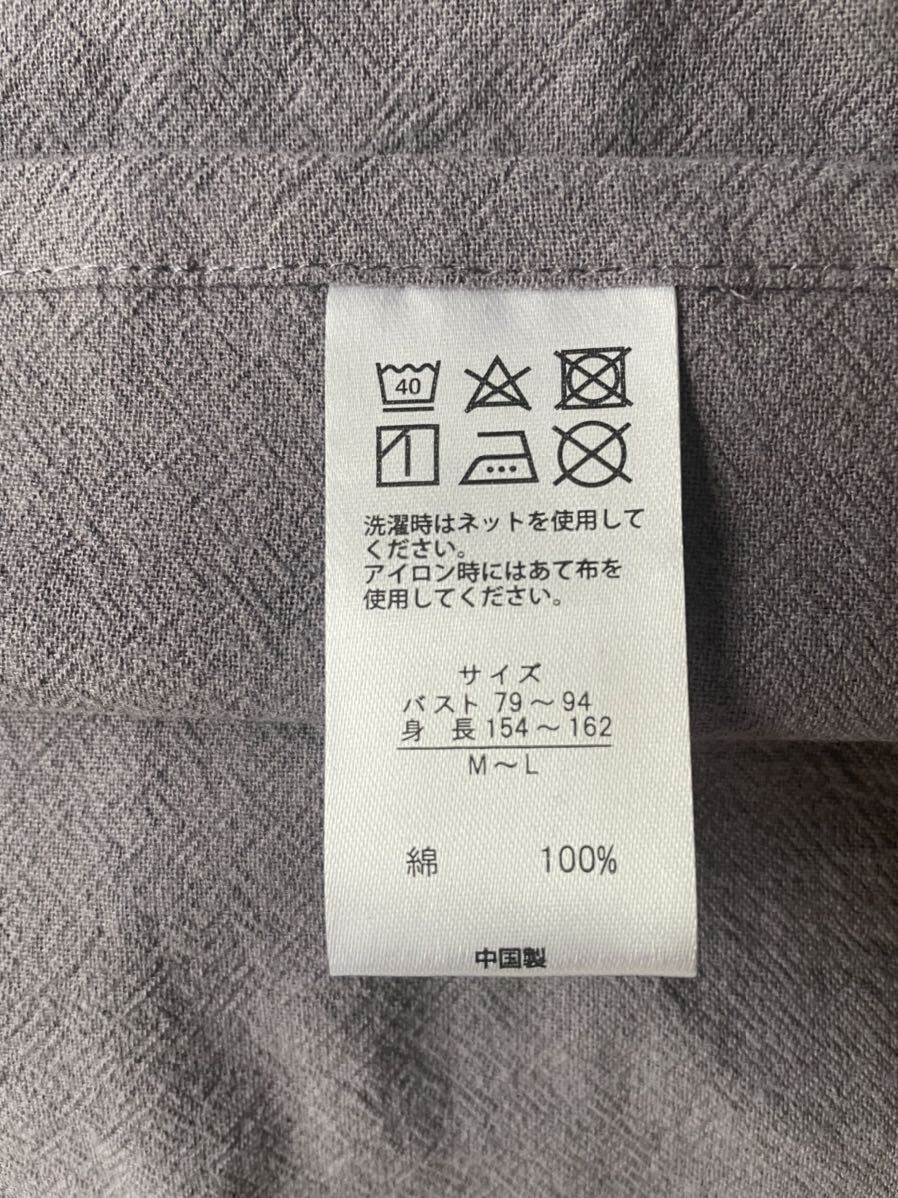 40
洗濯時はネットを使用して
ください。
アイロン時にはあて布を
使用してください。
サイズ
バスト 79～94
身 長 154～162
M～L
綿 100%
中国製